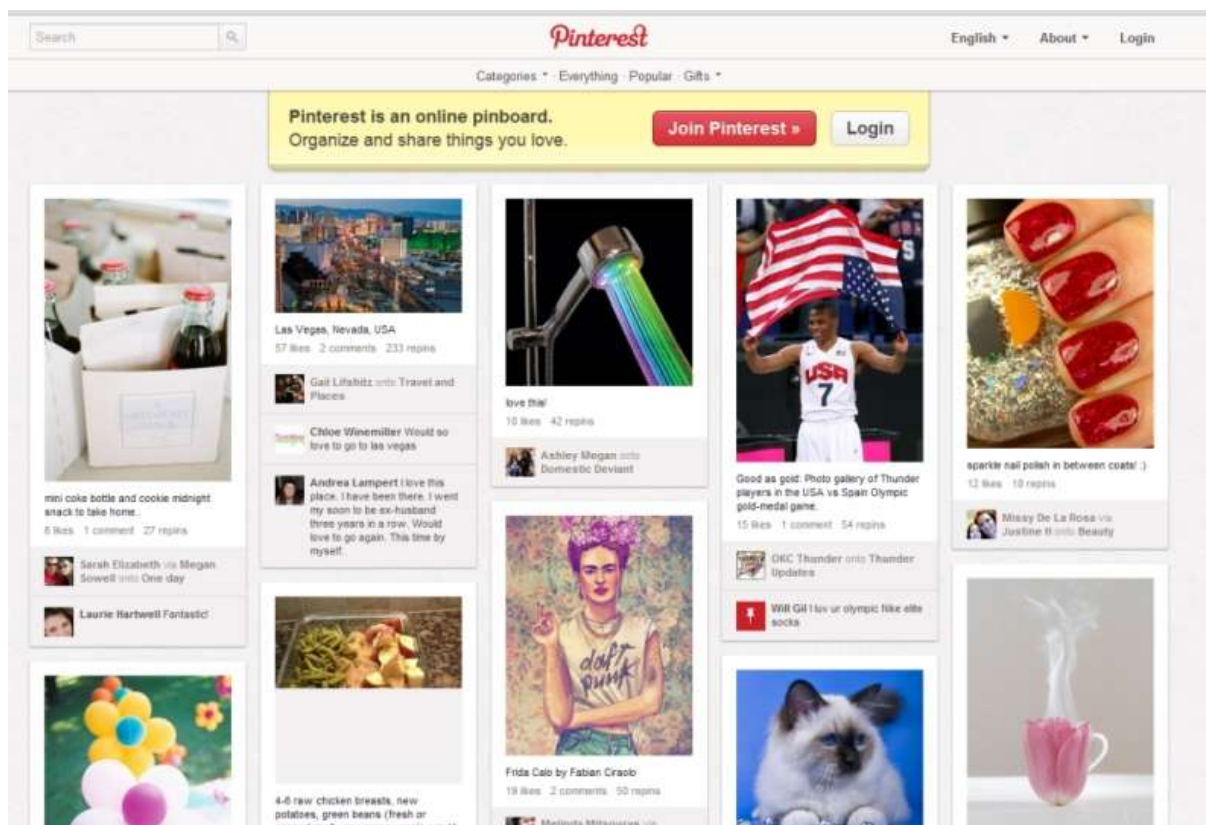 Search
Pinterest
English
About
Login
Categories · Everything · Popular · Gifts
Pinterest is an online pinboard.
Organize and share things you love.
Join Pinterest »
Login
mini coke bottle and cookie midnight
snack to take home..
6 likes 1 comment 27 repins
Sarah Elizabeth via Megan
Sowell onto One day
Laurie Hartwell Fantastic!
Las Vegas, Nevada, USA
57 likes 2 comments 233 repins
Gail Lifshitz onto Travel and
Places
Chloe Winemiller Would so
love to go to las vegas
Andrea Lampert I love this
place. I have been there. I went
my soon to be ex-husband
three years in a row. Would
love to go again. This time by
myself.
4-6 raw chicken breasts, new
potatoes, green beans (fresh or
love this!
10 likes 42 repins
Ashley Megan onto
Domestic Deviant
daft
punk
Frida Calo by Fabian Ciraolo
19 likes 2 comments 50 repins
USA
7
Good as gold: Photo gallery of Thunder
players in the USA vs Spain Olympic
gold-medal game.
15 likes 1 comment 54 repins
OKC Thunder onto Thunder
Updates
Will Gil I luv ur olympic Nike elite
socks
sparkle nail polish in between coats! :)
12 likes 18 repins
Missy De La Rosa via
Justine H onto Beauty